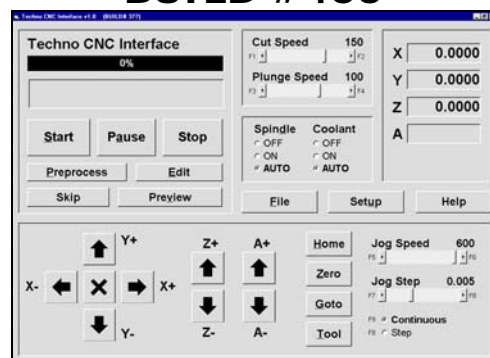 BUILD # 433
Techno CNC Interface v1.0 (BUILD# 377)
Techno CNC Interface
0%
Start Pause Stop
Preprocess Edit
Skip Preview
Cut Speed 150
F1 F2
Plunge Speed 100
F3 F4
Spindle Coolant
OFF OFF
ON ON
AUTO AUTO
X 0.0000
Y 0.0000
Z 0.0000
A
File Setup Help
Y+
X- X+
Y-
Z+ A+
Z- A-
Home
Zero
Goto
Tool
Jog Speed 600
F5 F6
Jog Step 0.005
F7 F8
F9 Continuous
F9 Step